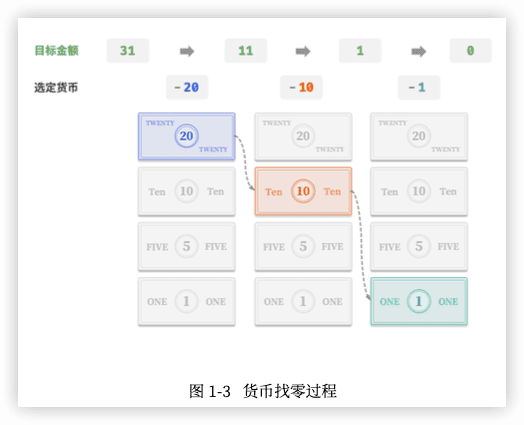 目标金额 31 11 1 0
选定货币 -20 -10 -1
TWENTY TWENTY TWENTY
20 20 20
TWENTY TWENTY TWENTY
Ten 10 Ten Ten 10 Ten Ten 10 Ten
FIVE 5 FIVE FIVE 5 FIVE FIVE 5 FIVE
ONE 1 ONE ONE 1 ONE ONE 1 ONE
图 1-3 货币找零过程